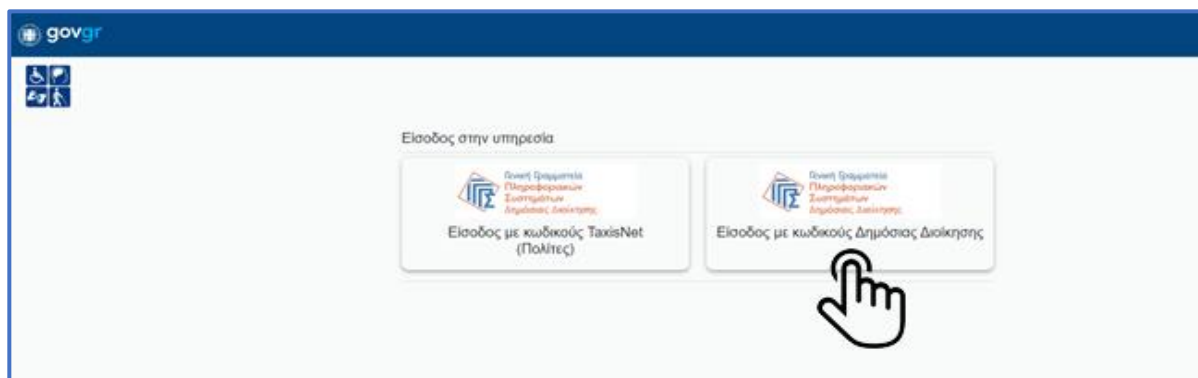 govgr
Είσοδος στην υπηρεσία
Γενική Γραμματεία
Πληροφοριακών
Συστημάτων
Δημόσιας Διοίκησης
Είσοδος με κωδικούς TaxisNet
(Πολίτες)
Γενική Γραμματεία
Πληροφοριακών
Συστημάτων
Δημόσιας Διοίκησης
Είσοδος με κωδικούς Δημόσιας Διοίκησης